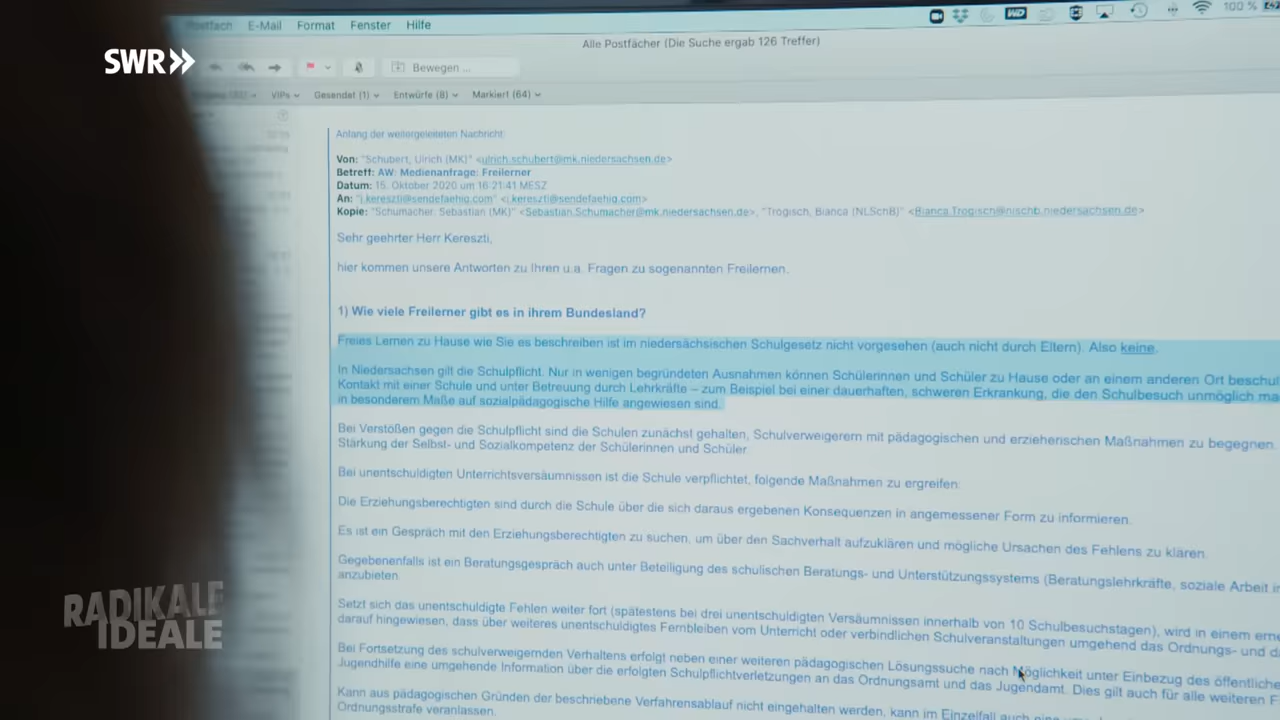 Postfach E-Mail Format Fenster Hilfe
100 %
SWR
Alle Postfächer (Die Suche ergab 126 Treffer)
Bewegen ...
VIPs Gesendet (1) Entwürfe (8) Markiert (64)
Anfang der weitergeleiteten Nachricht:
Von: "Schubert, Ulrich (MK)" <ulrich.schubert@mk.niedersachsen.de>
Betreff: AW: Medienanfrage: Freilerner
Datum: 15. Oktober 2020 um 16:21:41 MESZ
An: "i.kereszti@sendefaehig.com" <i.kereszti@sendefaehig.com>
Kopie: "Schumacher, Sebastian (MK)" <Sebastian.Schumacher@mk.niedersachsen.de>, "Trogisch, Bianca (NLSchB)" <Bianca.Trogisch@nlschb.niedersachsen.de>
Sehr geehrter Herr Kereszti,
hier kommen unsere Antworten zu Ihren u.a. Fragen zu sogenannten Freilernen.
1) Wie viele Freilerner gibt es in ihrem Bundesland?
Freies Lernen zu Hause wie Sie es beschreiben ist im niedersächsischen Schulgesetz nicht vorgesehen (auch nicht durch Eltern). Also keine.
In Niedersachsen gilt die Schulpflicht. Nur in wenigen begründeten Ausnahmen können Schülerinnen und Schüler zu Hause oder an einem anderen Ort beschul
Kontakt mit einer Schule und unter Betreuung durch Lehrkräfte – zum Beispiel bei einer dauerhaften, schweren Erkrankung, die den Schulbesuch unmöglich ma
in besonderem Maße auf sozialpädagogische Hilfe angewiesen sind.
Bei Verstößen gegen die Schulpflicht sind die Schulen zunächst gehalten, Schulverweigerern mit pädagogischen und erzieherischen Maßnahmen zu begegnen.
Stärkung der Selbst- und Sozialkompetenz der Schülerinnen und Schüler
Bei unentschuldigten Unterrichtsversäumnissen ist die Schule verpflichtet, folgende Maßnahmen zu ergreifen:
Die Erziehungsberechtigten sind durch die Schule über die sich daraus ergebenen Konsequenzen in angemessener Form zu informieren.
Es ist ein Gespräch mit den Erziehungsberechtigten zu suchen, um über den Sachverhalt aufzuklären und mögliche Ursachen des Fehlens zu klären.
Gegebenenfalls ist ein Beratungsgespräch auch unter Beteiligung des schulischen Beratungs- und Unterstützungssystems (Beratungslehrkräfte, soziale Arbeit in
anzubieten.
Setzt sich das unentschuldigte Fehlen weiter fort (spätestens bei drei unentschuldigten Versäumnissen innerhalb von 10 Schulbesuchstagen), wird in einem erne
darauf hingewiesen, dass über weiteres unentschuldigtes Fernbleiben vom Unterricht oder verbindlichen Schulveranstaltungen umgehend das Ordnungs- und da
Bei Fortsetzung des schulverweigernden Verhaltens erfolgt neben einer weiteren pädagogischen Lösungssuche nach Möglichkeit unter Einbezug des öffentliche
Jugendhilfe eine umgehende Information über die erfolgten Schulpflichtverletzungen an das Ordnungsamt und das Jugendamt. Dies gilt auch für alle weiteren F
Kann aus pädagogischen Gründen der beschriebene Verfahrensablauf nicht eingehalten werden, kann im Einzelfall auch eine
Ordnungsstrafe veranlassen.
RADIKALE
IDEALE